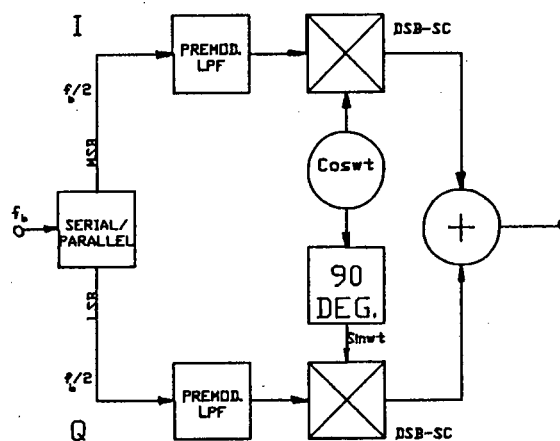 I
PREMOD.
LPF
DSB-SC
f_b/2
MSB
Coswt
f_b
SERIAL/
PARALLEL
LSB
90
DEG.
Sinwt
f_b/2
PREMOD.
LPF
DSB-SC
Q